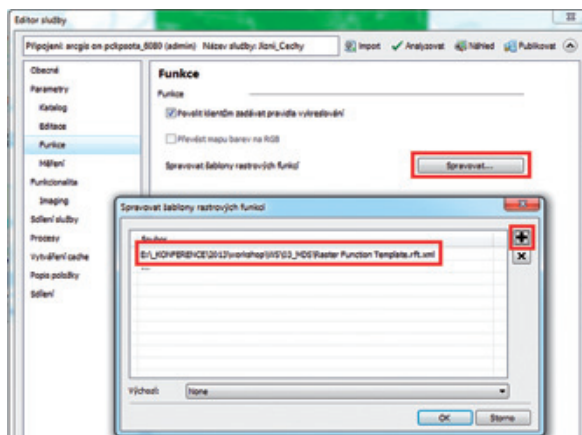 Editor služby
Připojení: arcgis on pckpsota_6080 (admin) Název služby: Jizni_Cechy
Import Analyzovat Náhled Publikovat
Obecné
Parametry
Katalog
Editace
Funkce
Měření
Funkcionalita
Imaging
Sdílení služby
Procesy
Vytváření cache
Popis položky
Sdílení
Funkce
Funkce
Povolit klientům zadávat pravidla vykreslování
Převést mapu barev na RGB
Spravovat šablony rastrových funkcí
Spravovat...
Spravovat šablony rastrových funkcí
Soubor
E:\_KONFERENCE\2013\workshop\WS\03_MDS\Raster Function Template.rft.xml
...
Výchozí: None
OK Storno